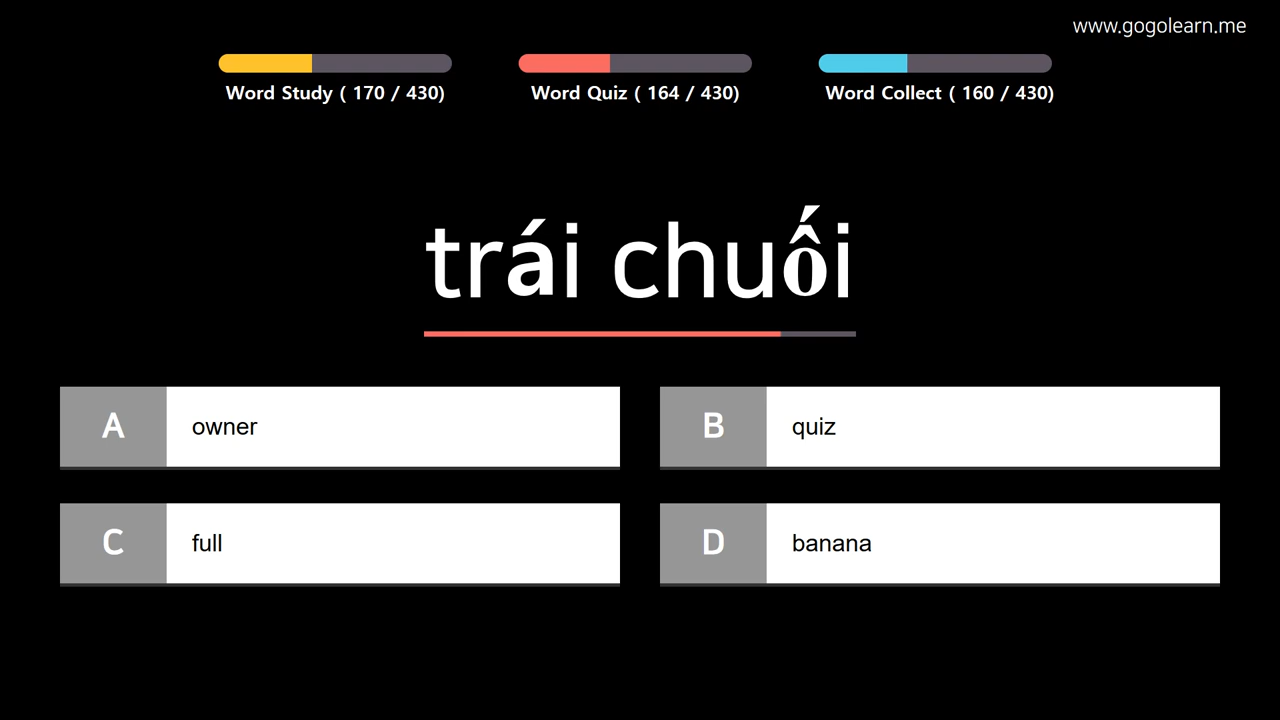 www.gogolearn.me
Word Study ( 170 / 430)
Word Quiz ( 164 / 430)
Word Collect ( 160 / 430)
trái chuối
A owner
B quiz
C full
D banana